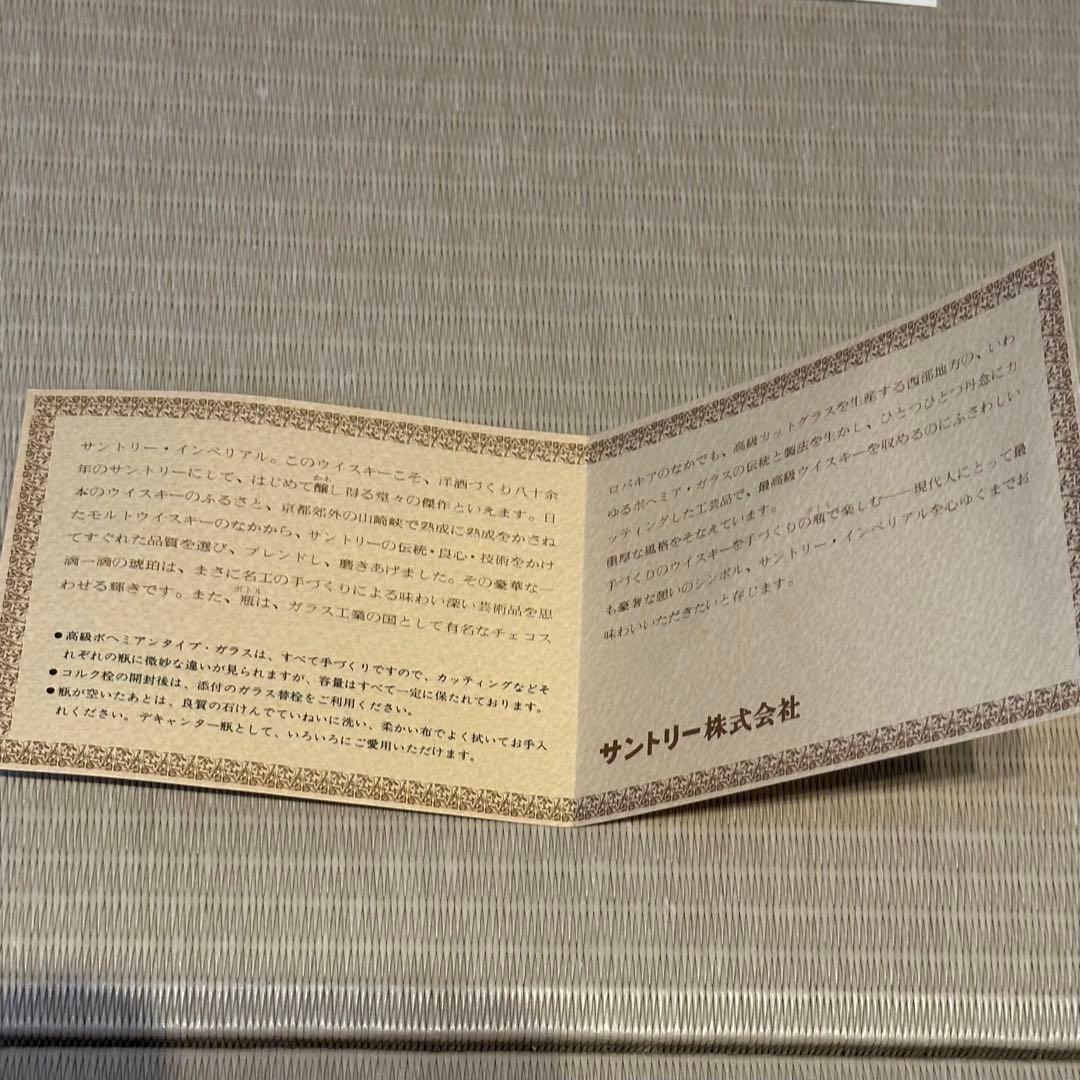 サントリー・インペリアル。このウイスキーこそ、洋酒づくり八十余
年のサントリーにして、はじめて醸し得る堂々の傑作といえます。日
本のウイスキーのふるさと、京都郊外の山崎峡で熟成に熟成をかさね
たモルトウイスキーのなかから、サントリーの伝統・良心・技術をかけ
てすぐれた品質を選び、ブレンドし、磨きあげました。その豪華な一
滴一滴の琥珀は、まさに名工の手づくりによる味わい深い芸術品を思
わせる輝きです。また、瓶は、ガラス工業の国として有名なチェコス
●高級ボヘミアンタイプ・ガラスは、すべて手づくりですので、カッティングなどそ
れぞれの瓶に微妙な違いが見られますが、容量はすべて一定に保たれております。
●コルク栓の開封後は、添付のガラス替栓をご利用ください。
●瓶が空いたあとは、良質の石けんでていねいに洗い、柔かい布でよく拭いてお手入
れください。デキャンター瓶として、いろいろにご愛用いただけます。
ロバキアのなかでも、高級カットグラスを生産する西部地方の、いわ
ゆるボヘミア・ガラスの伝統と製法を生かし、ひとつひとつ丹念にカ
ッティングした工芸品で、最高級ウイスキーを収めるのにふさわしい
重厚な風格をそなえています。
手づくりのウイスキーを手づくりの瓶で楽しむ──現代人にとって最
も豪奢な憩いのシンボル、サントリー・インペリアルを心ゆくまでお
味わいいただきたいと存じます。
サントリー株式会社